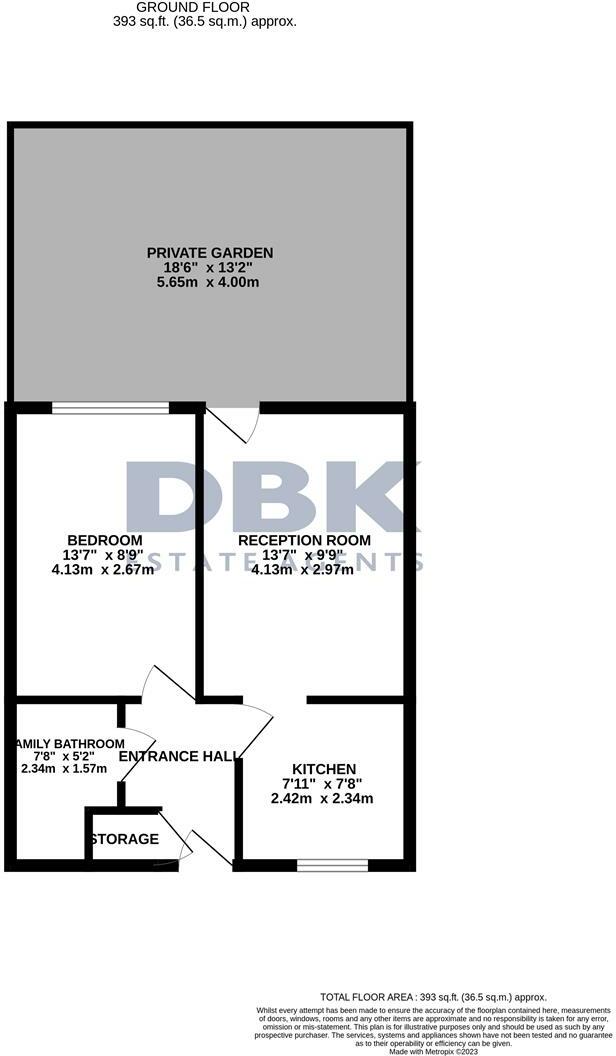 GROUND FLOOR
393 sq.ft. (36.5 sq.m.) approx.
PRIVATE GARDEN
18'6" x 13'2"
5.65m x 4.00m
DBK
ESTATE AGENTS
BEDROOM
13'7" x 8'9"
4.13m x 2.67m
RECEPTION ROOM
13'7" x 9'9"
4.13m x 2.97m
FAMILY BATHROOM
7'8" x 5'2"
2.34m x 1.57m
ENTRANCE HALL
KITCHEN
7'11" x 7'8"
2.42m x 2.34m
STORAGE
TOTAL FLOOR AREA : 393 sq.ft. (36.5 sq.m.) approx.
Whilst every attempt has been made to ensure the accuracy of the floorplan contained here, measurements
of doors, windows, rooms and any other items are approximate and no responsibility is taken for any error,
omission or mis-statement. This plan is for illustrative purposes only and should be used as such by any
prospective purchaser. The services, systems and appliances shown have not been tested and no guarantee
as to their operability or efficiency can be given.
Made with Metropix ©2023